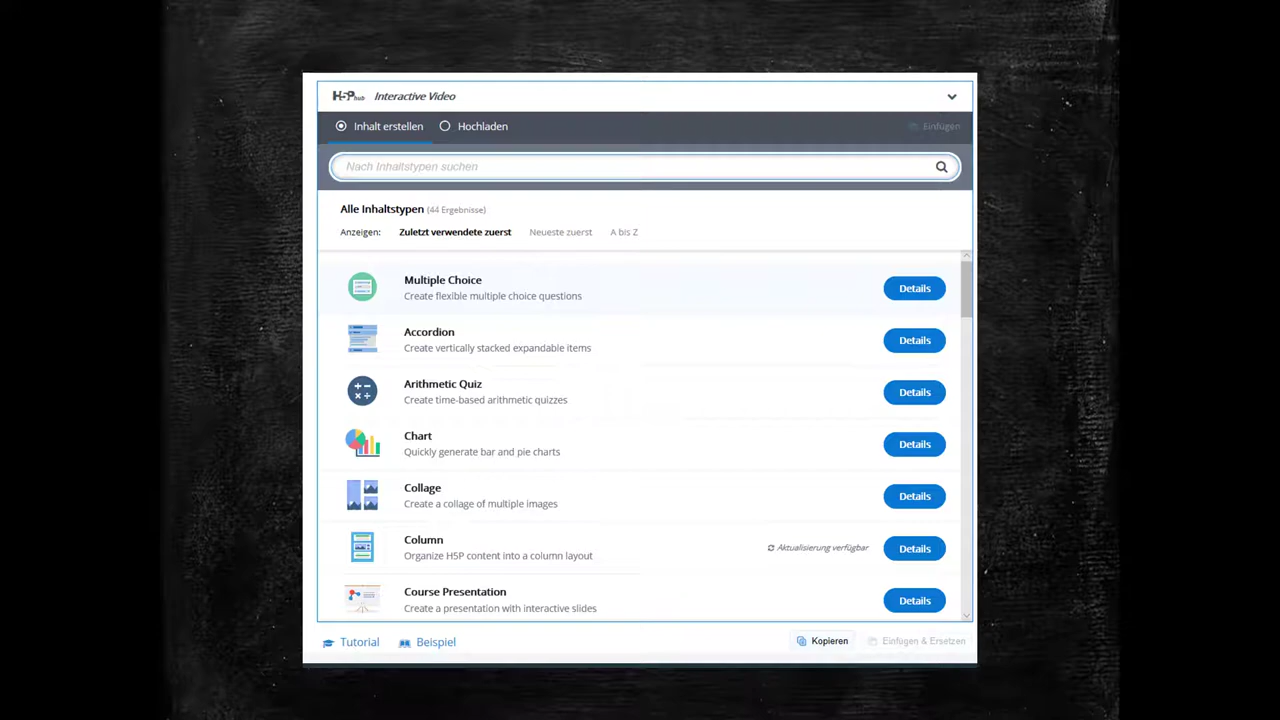 H5P hub Interactive Video
Inhalt erstellen Hochladen Einfügen
Nach Inhaltstypen suchen
Alle Inhaltstypen (44 Ergebnisse)
Anzeigen: Zuletzt verwendete zuerst Neueste zuerst A bis Z
Multiple Choice
Create flexible multiple choice questions
Details
Accordion
Create vertically stacked expandable items
Details
Arithmetic Quiz
Create time-based arithmetic quizzes
Details
Chart
Quickly generate bar and pie charts
Details
Collage
Create a collage of multiple images
Details
Column
Organize H5P content into a column layout
Aktualisierung verfügbar Details
Course Presentation
Create a presentation with interactive slides
Details
Tutorial Beispiel Kopieren Einfügen & Ersetzen